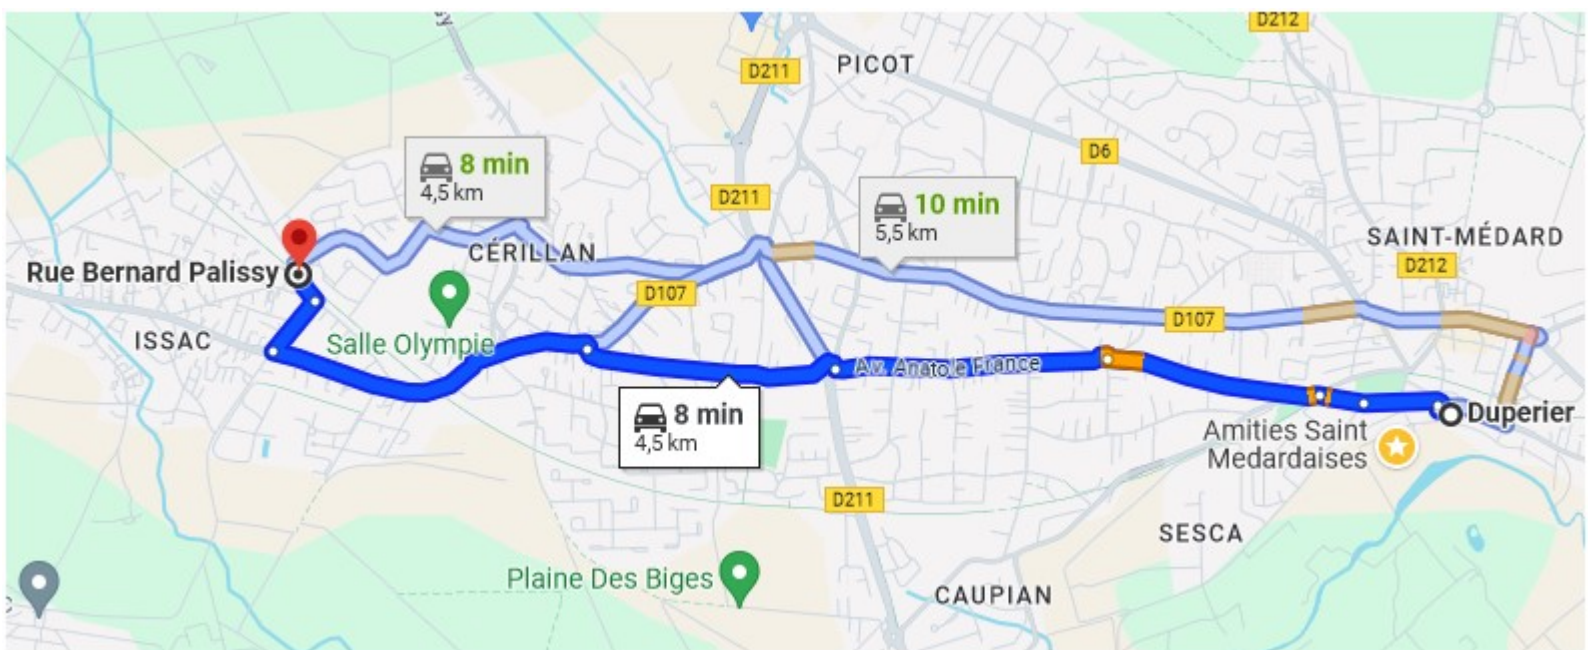 D212
D211
PICOT
D6
8 min
4,5 km
D211
10 min
5,5 km
SAINT-MÉDARD
CÉRILLAN
D212
Rue Bernard Palissy
D107
D107
ISSAC
Salle Olympie
Av. Anatole France
8 min
4,5 km
Duperier
Amities Saint
Medardaises
D211
SESCA
Plaine Des Biges
CAUPIAN